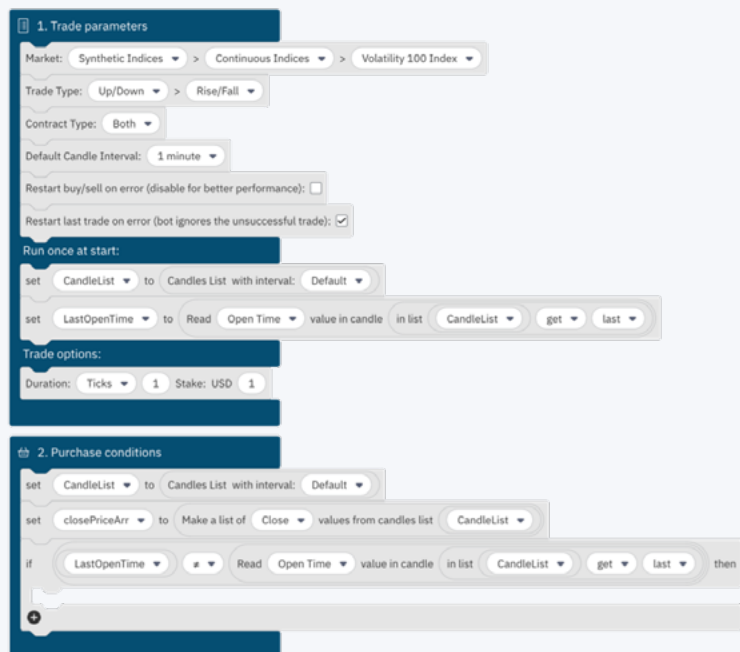 1. Trade parameters
Market: Synthetic Indices > Continuous Indices > Volatility 100 Index
Trade Type: Up/Down > Rise/Fall
Contract Type: Both
Default Candle Interval: 1 minute
Restart buy/sell on error (disable for better performance):
Restart last trade on error (bot ignores the unsuccessful trade):
Run once at start:
set CandleList to Candles List with interval: Default
set LastOpenTime to Read Open Time value in candle in list CandleList get last
Trade options:
Duration: Ticks 1 Stake: USD 1
2. Purchase conditions
set CandleList to Candles List with interval: Default
set closePriceArr to Make a list of Close values from candles list CandleList
if LastOpenTime ≠ Read Open Time value in candle in list CandleList get last then